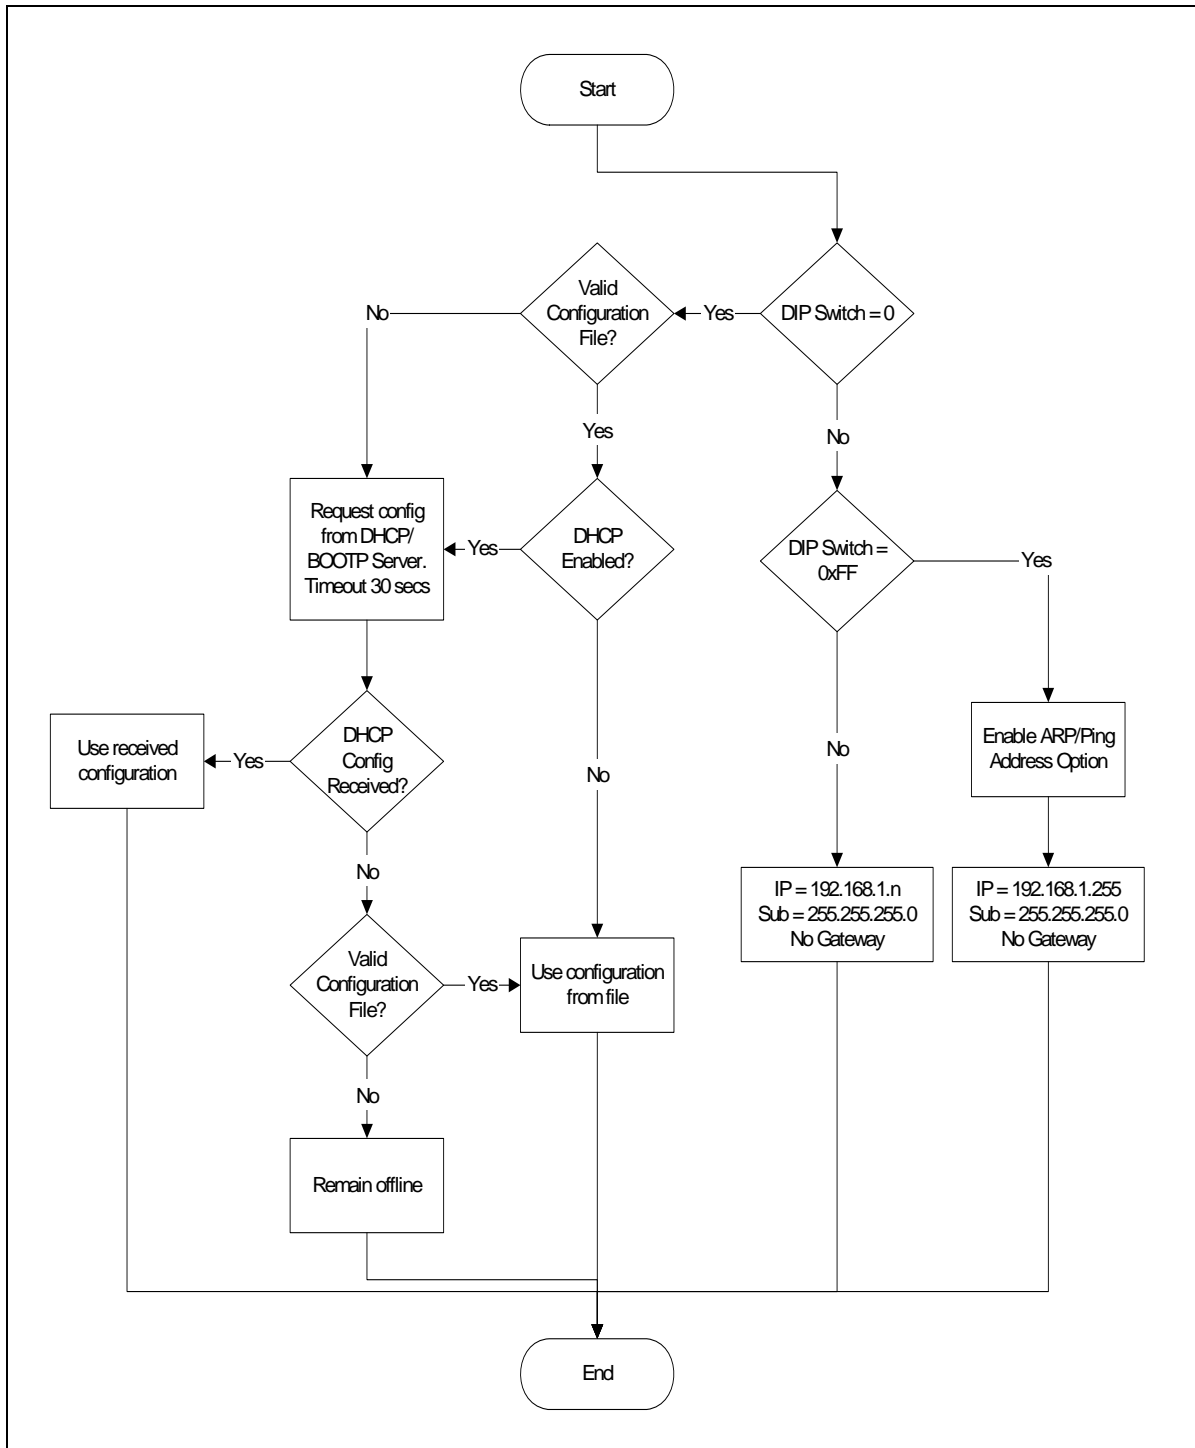 Start
DIP Switch = 0
Yes
Valid
Configuration
File?
No
Yes
No
Request config
from DHCP/
BOOTP Server.
Timeout 30 secs
Yes
DHCP
Enabled?
DIP Switch =
0xFF
Yes
Use received
configuration
Yes
DHCP
Config
Received?
No
No
Enable ARP/Ping
Address Option
No
IP = 192.168.1.n
Sub = 255.255.255.0
No Gateway
IP = 192.168.1.255
Sub = 255.255.255.0
No Gateway
Valid
Configuration
File?
Yes
Use configuration
from file
No
Remain offline
End